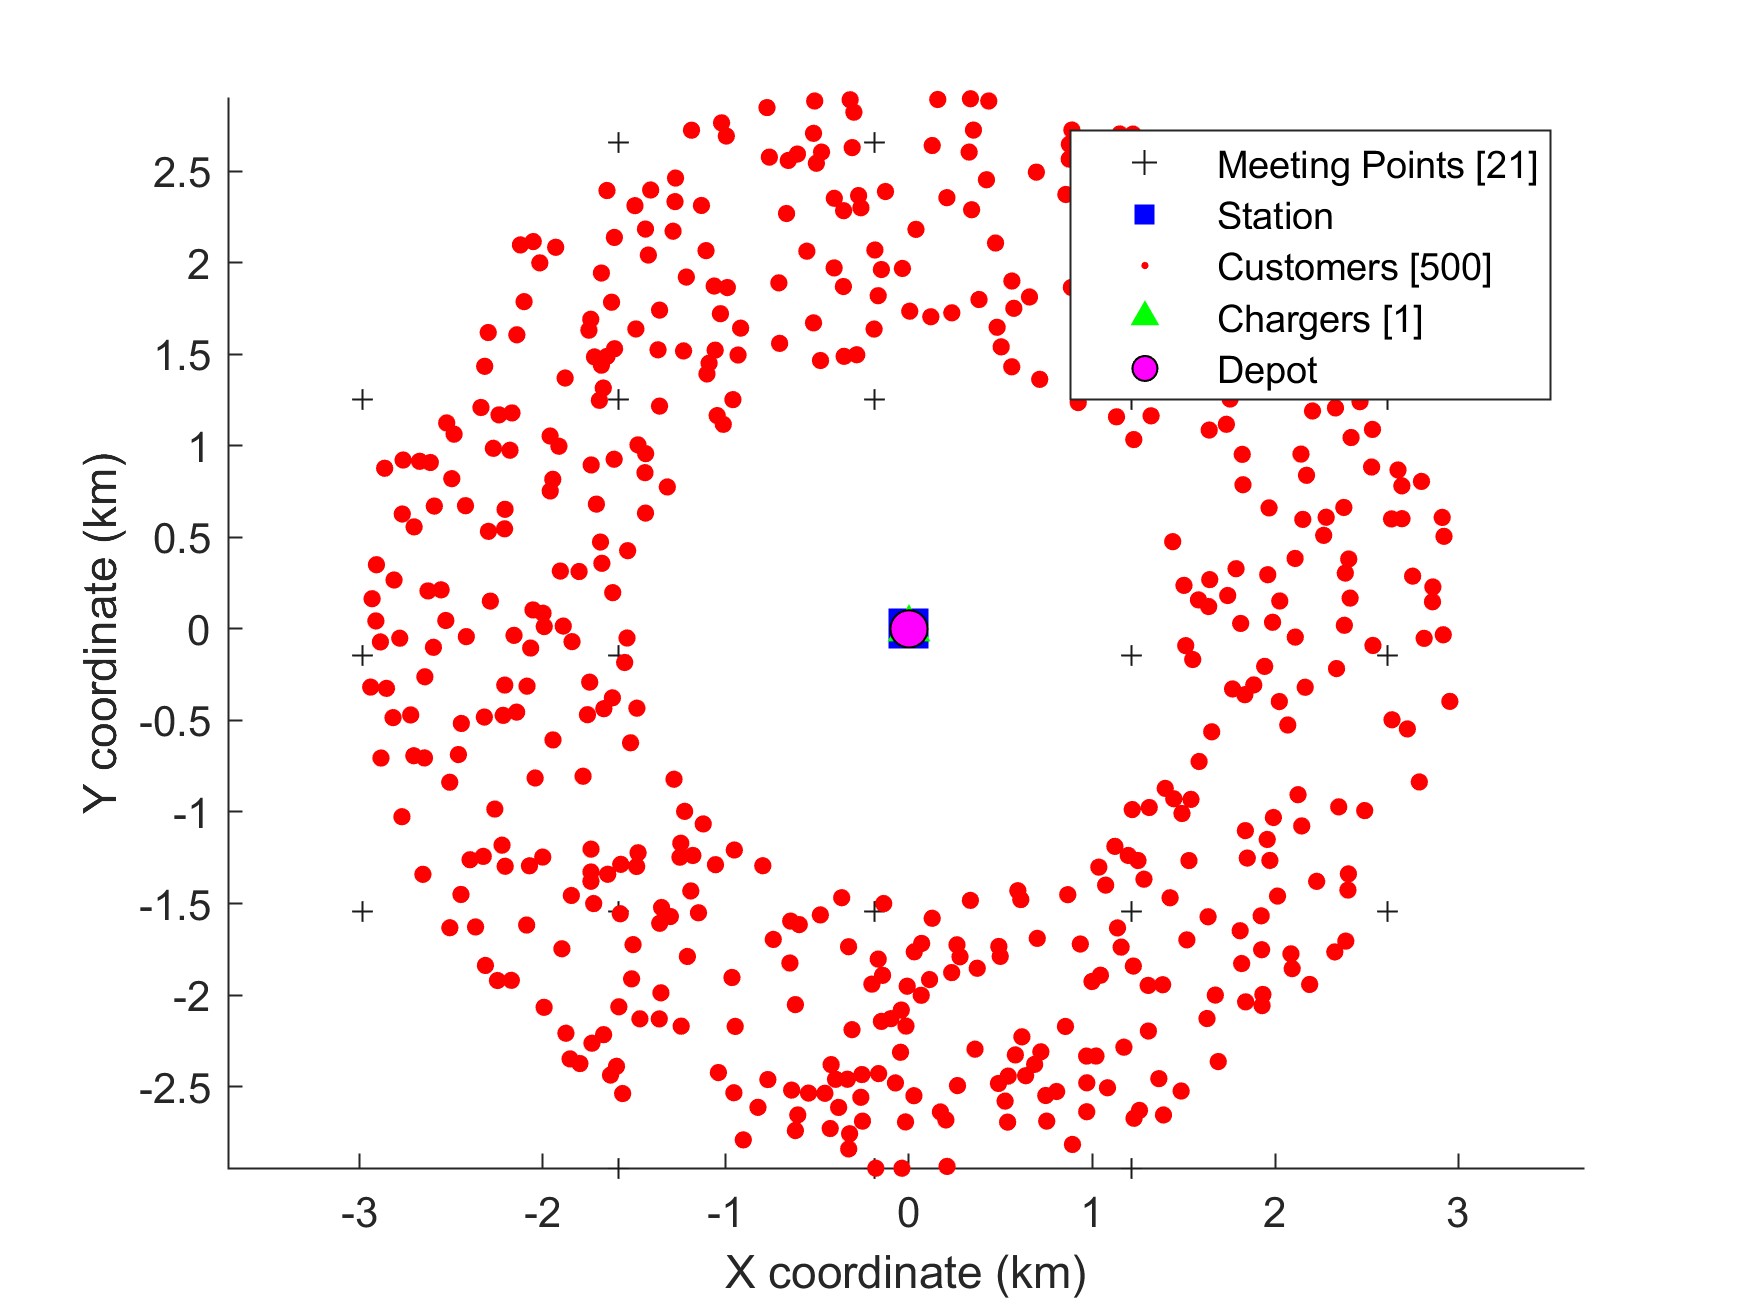 2.5
2
1.5
1
0.5
0
-0.5
-1
-1.5
-2
-2.5
Y coordinate (km)
-3
-2
-1
0
1
2
3
X coordinate (km)
Meeting Points [21]
Station
Customers [500]
Chargers [1]
Depot